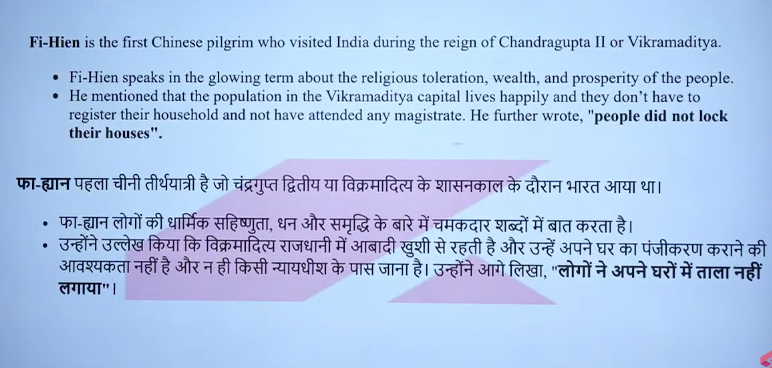 Fi-Hien is the first Chinese pilgrim who visited India during the reign of Chandragupta II or Vikramaditya.
• Fi-Hien speaks in the glowing term about the religious toleration, wealth, and prosperity of the people.
• He mentioned that the population in the Vikramaditya capital lives happily and they don't have to
register their household and not have attended any magistrate. He further wrote, "people did not lock
their houses".
फा-ह्यान पहला चीनी तीर्थयात्री है जो चंद्रगुप्त द्वितीय या विक्रमादित्य के शासनकाल के दौरान भारत आया था।
• फा-ह्यान लोगों की धार्मिक सहिष्णुता, धन और समृद्धि के बारे में चमकदार शब्दों में बात करता है।
• उन्होंने उल्लेख किया कि विक्रमादित्य राजधानी में आबादी खुशी से रहती है और उन्हें अपने घर का पंजीकरण कराने की
आवश्यकता नहीं है और न ही किसी न्यायधीश के पास जाना है। उन्होंने आगे लिखा, "लोगों ने अपने घरों में ताला नहीं
लगाया"।